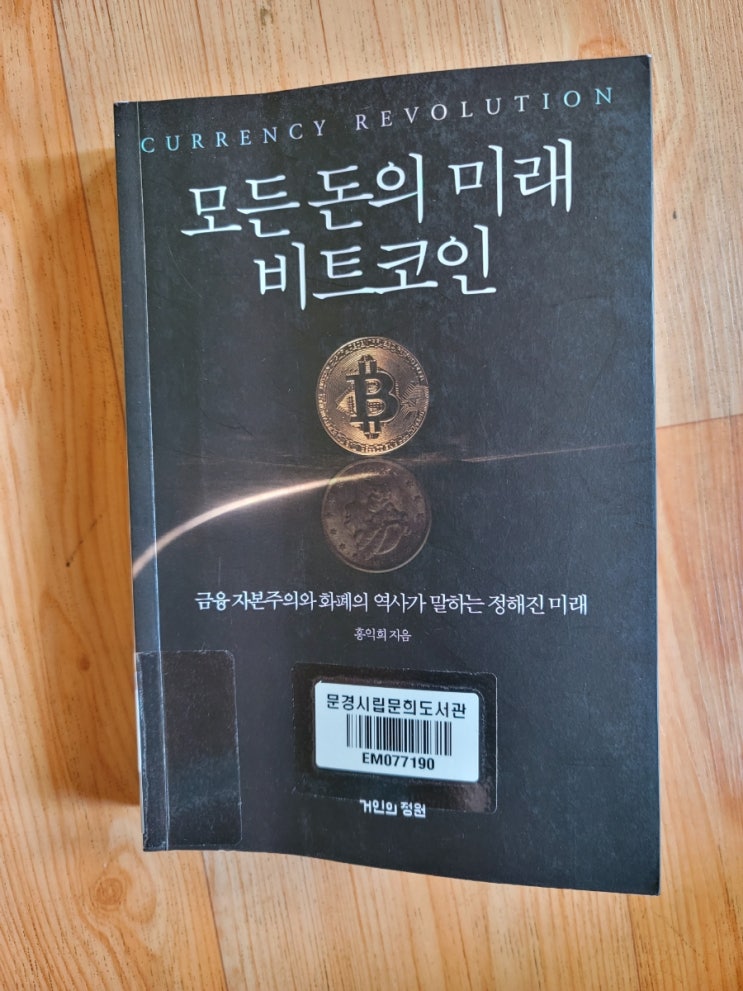 CURRENCY REVOLUTION
모든 돈의 미래
비트코인
금융 자본주의와 화폐의 역사가 말하는 정해진 미래
홍익희 지음
문경시립문희도서관
EM077190
거인의 정원